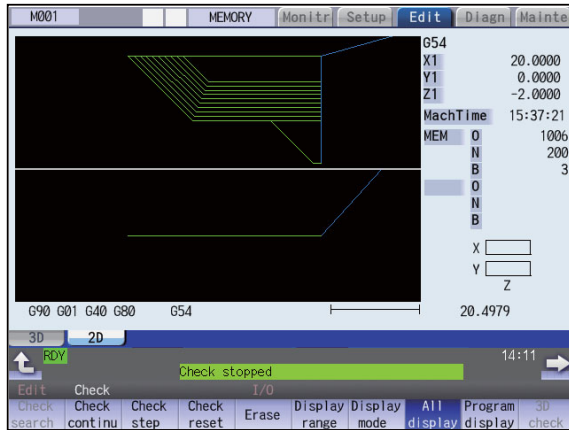 M001 MEMORY Monitr Setup Edit Diagn Mainte
G54
X1 20.0000
Y1 0.0000
Z1 -2.0000
MachTime 15:37:21
MEM O 1006
N 200
B 3
O
N
B
X
Y
Z
G90 G01 G40 G80 G54 20.4979
3D 2D
RDY 14:11
Check stopped
Edit Check I/O
Check search Check continu Check step Check reset Erase Display range Display mode All display Program display 3D check